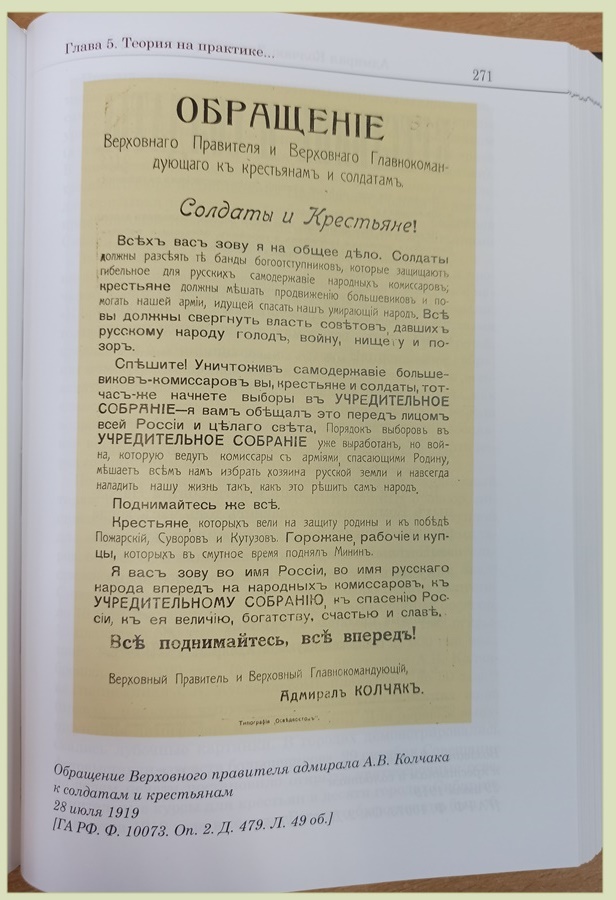 Глава 5. Теория на практике...
271
ОБРАЩЕНІЕ
Верховнаго Правителя и Верховнаго Главнокоман-
дующаго къ крестьянамъ и солдатамъ.
Солдаты и Крестьяне!
Всѣхъ васъ зову я на общее дѣло. Солдаты
должны разсѣять тѣ банды богоотступниковъ, которые защищаютъ
гибельное для русскихъ самодержавіе народныхъ комиссаровъ;
крестьяне должны мѣшать продвиженію большевиковъ и по-
могать нашей арміи, идущей спасать нашъ умирающій народъ. Всѣ
вы должны свергнуть власть совѣтовъ, давшихъ
русскому народу голодъ, войну, нищету и по-
зоръ.
Спѣшите! Уничтоживъ самодержавіе больше-
виковъ-комиссаровъ вы, крестьяне и солдаты, тот-
часъ-же начнете выборы въ УЧРЕДИТЕЛЬНОЕ
СОБРАНІЕ—я вамъ обѣщалъ это передъ лицомъ
всей Россіи и цѣлаго свѣта. Порядокъ выборовъ въ
УЧРЕДИТЕЛЬНОЕ СОБРАНІЕ уже выработанъ, но вой-
на, которую ведутъ комиссары съ арміями, спасающими Родину,
мѣшаетъ всѣмъ намъ избрать хозяина русской земли и навсегда
наладить нашу жизнь такъ, какъ это рѣшитъ самъ народъ.
Поднимайтесь же всѣ.
Крестьяне, которыхъ вели на защиту родины и къ побѣдѣ
Пожарскій, Суворовъ и Кутузовъ. Горожане, рабочіе и куп-
цы, которыхъ въ смутное время поднялъ Мининъ.
Я васъ зову во имя Россіи, во имя русскаго
народа впередъ на народныхъ комиссаровъ, къ
УЧРЕДИТЕЛЬНОМУ СОБРАНІЮ, къ спасенію Рос-
сіи, къ ея величію, богатству, счастью и славѣ.
Всѣ поднимайтесь, всѣ впередъ!
Верховный Правитель и Верховный Главнокомандующій,
Адмиралъ КОЛЧАКЪ.
Типографія „Освѣдверхъ“.
Обращение Верховного правителя адмирала А.В. Колчака
к солдатам и крестьянам
28 июля 1919
[ГА РФ. Ф. 10073. Оп. 2. Д. 479. Л. 49 об.]